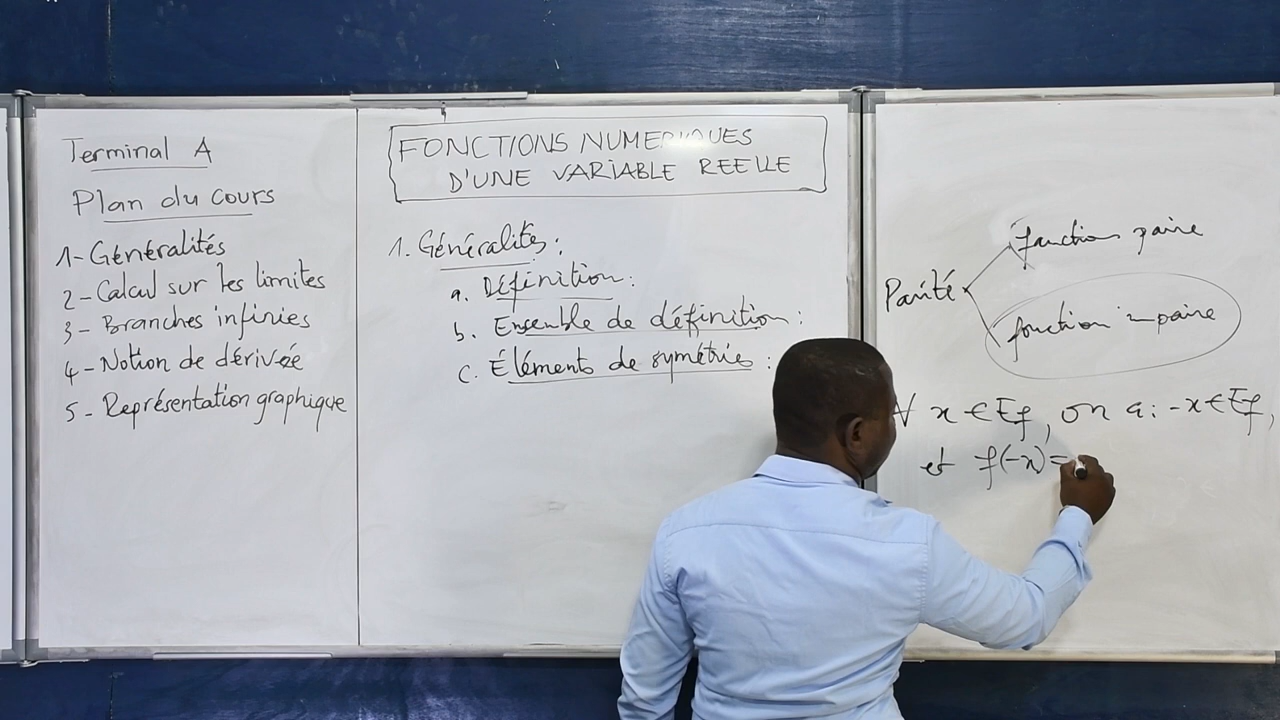 Terminal A
Plan du cours
1- Généralités
2- Calcul sur les limites
3- Branches infinies
4- Notion de dérivée
5- Représentation graphique
FONCTIONS NUMERIQUES
D'UNE VARIABLE REELLE
1. Généralités:
a. Définition:
b. Ensemble de définition:
c. Éléments de symétries:
Parité
fonction paire
fonction impaire
∀ x ∈ Ef, on a: -x ∈ Ef,
et f(-x)=